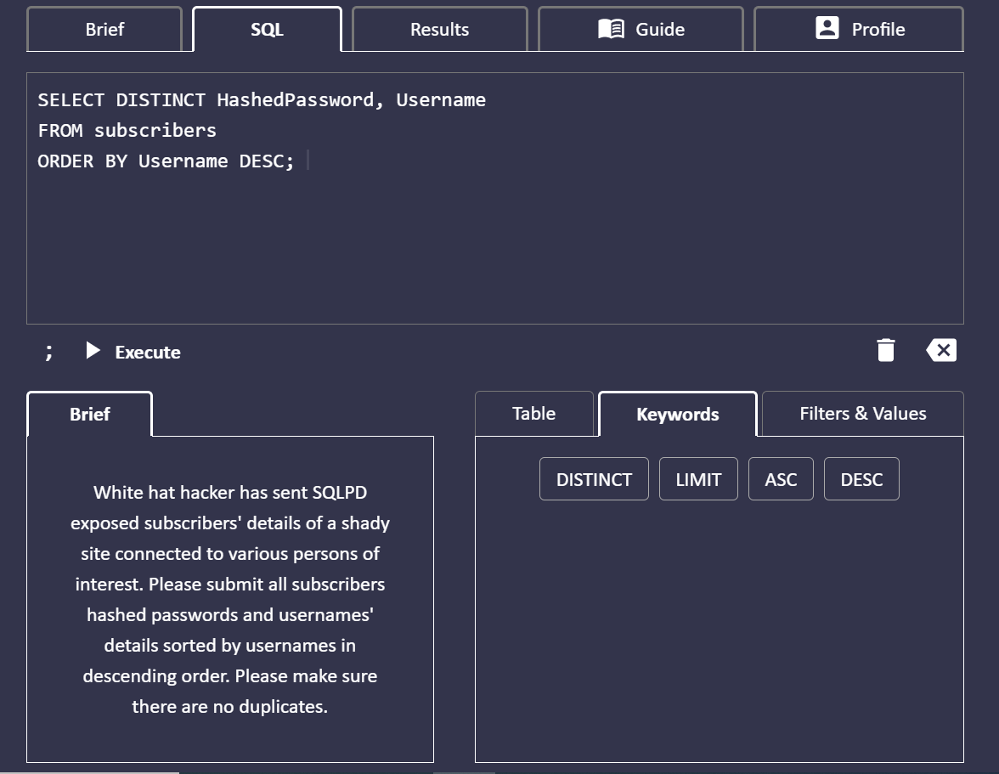 Brief
SQL
Results
Guide
Profile
SELECT DISTINCT HashedPassword, Username
FROM subscribers
ORDER BY Username DESC;
;
Execute
Brief
White hat hacker has sent SQLPD
exposed subscribers' details of a shady
site connected to various persons of
interest. Please submit all subscribers
hashed passwords and usernames'
details sorted by usernames in
descending order. Please make sure
there are no duplicates.
Table
Keywords
Filters & Values
DISTINCT
LIMIT
ASC
DESC